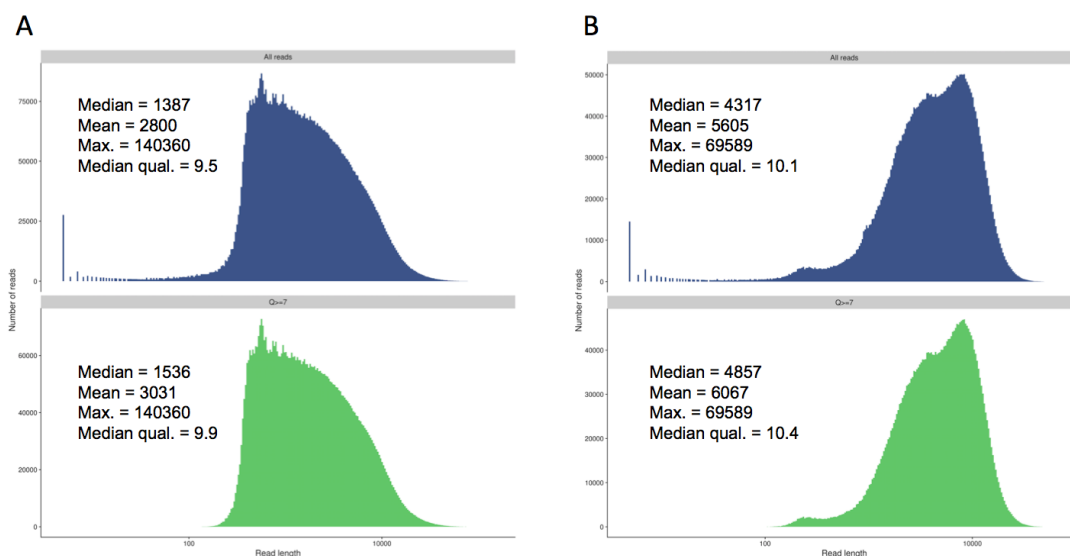 A
All reads
75000
50000
25000
0
Median = 1387
Mean = 2800
Max. = 140360
Median qual. = 9.5
Number of reads
Q>=7
60000
40000
20000
0
Median = 1536
Mean = 3031
Max. = 140360
Median qual. = 9.9
100
10000
Read length
B
All reads
50000
40000
30000
20000
10000
0
Median = 4317
Mean = 5605
Max. = 69589
Median qual. = 10.1
Number of reads
Q>=7
40000
30000
20000
10000
0
Median = 4857
Mean = 6067
Max. = 69589
Median qual. = 10.4
100
10000
Read length